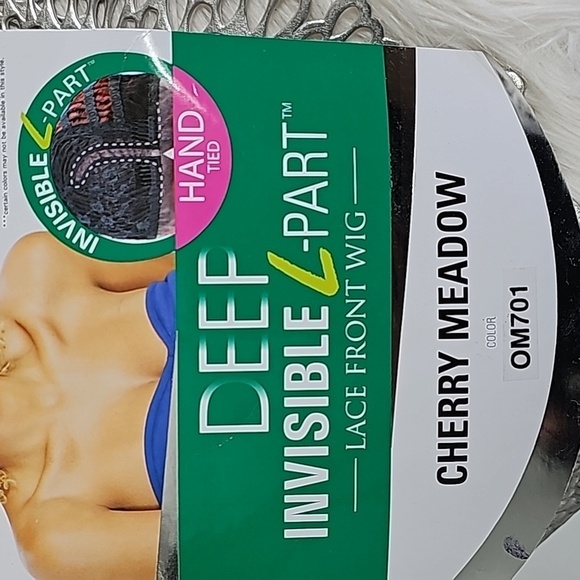 ***certain colors may not be available in this style.
INVISIBLE L-PART™
HAND
TIED
DEEP
INVISIBLE L-PART™
LACE FRONT WIG
CHERRY MEADOW
COLOR
OM701